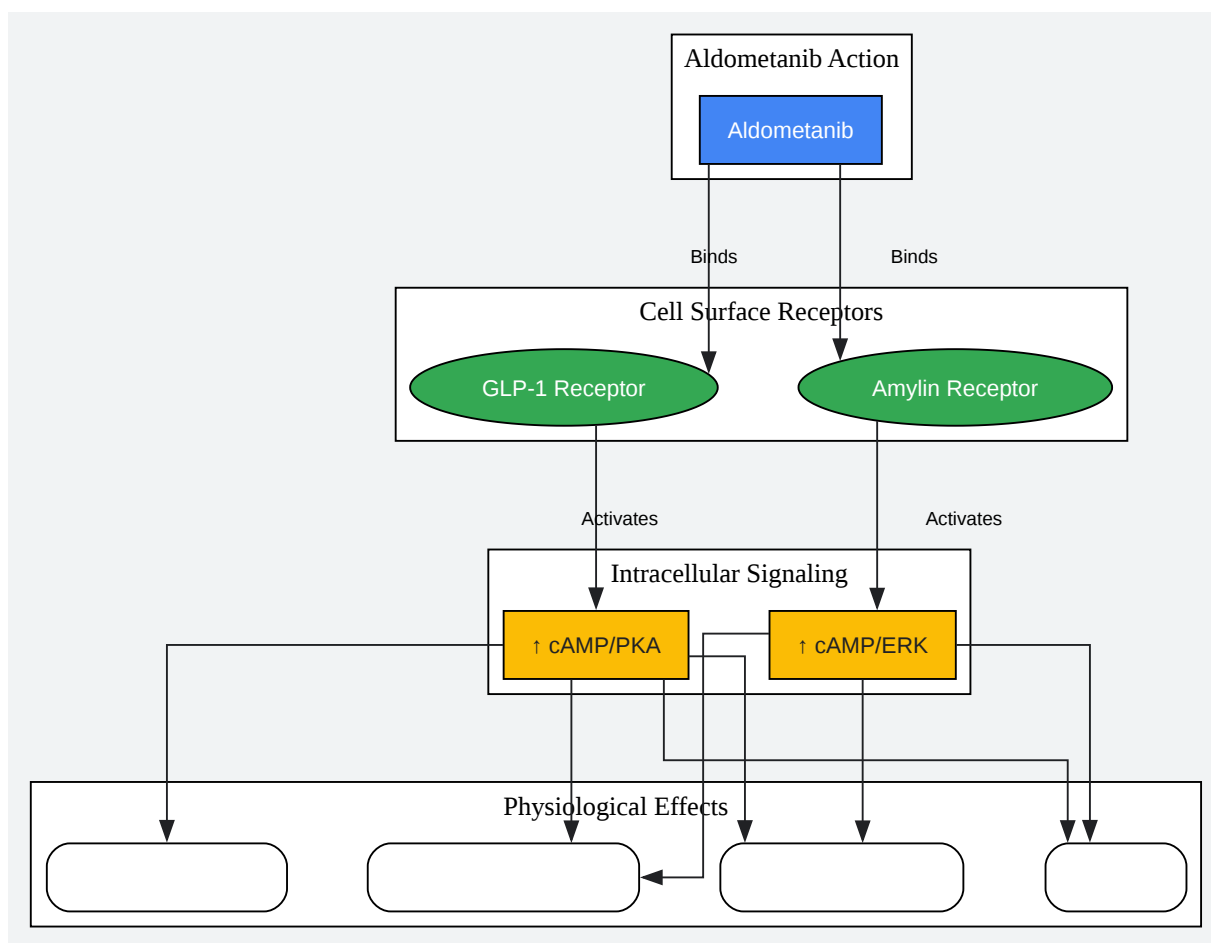 Aldometanib Action
Aldometanib
Binds
Binds
Cell Surface Receptors
GLP-1 Receptor
Amylin Receptor
Activates
Activates
Intracellular Signaling
↑ cAMP/PKA
↑ cAMP/ERK
Physiological Effects